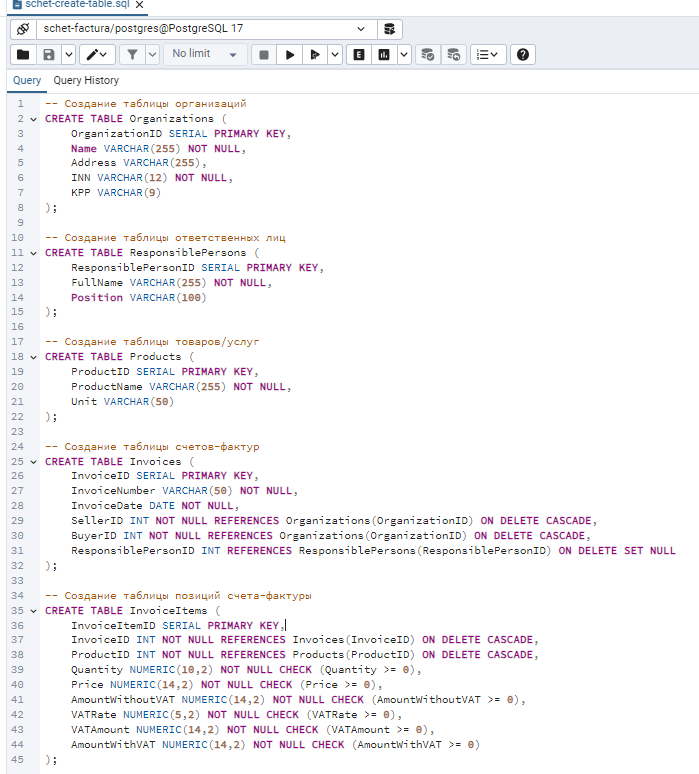 schet-create-table.sql
schet-factura/postgres@PostgreSQL 17
No limit
Query Query History
1 -- Создание таблицы организаций
2 CREATE TABLE Organizations (
3 OrganizationID SERIAL PRIMARY KEY,
4 Name VARCHAR(255) NOT NULL,
5 Address VARCHAR(255),
6 INN VARCHAR(12) NOT NULL,
7 KPP VARCHAR(9)
8 );
9
10 -- Создание таблицы ответственных лиц
11 CREATE TABLE ResponsiblePersons (
12 ResponsiblePersonID SERIAL PRIMARY KEY,
13 FullName VARCHAR(255) NOT NULL,
14 Position VARCHAR(100)
15 );
16
17 -- Создание таблицы товаров/услуг
18 CREATE TABLE Products (
19 ProductID SERIAL PRIMARY KEY,
20 ProductName VARCHAR(255) NOT NULL,
21 Unit VARCHAR(50)
22 );
23
24 -- Создание таблицы счетов-фактур
25 CREATE TABLE Invoices (
26 InvoiceID SERIAL PRIMARY KEY,
27 InvoiceNumber VARCHAR(50) NOT NULL,
28 InvoiceDate DATE NOT NULL,
29 SellerID INT NOT NULL REFERENCES Organizations(OrganizationID) ON DELETE CASCADE,
30 BuyerID INT NOT NULL REFERENCES Organizations(OrganizationID) ON DELETE CASCADE,
31 ResponsiblePersonID INT REFERENCES ResponsiblePersons(ResponsiblePersonID) ON DELETE SET NULL
32 );
33
34 -- Создание таблицы позиций счета-фактуры
35 CREATE TABLE InvoiceItems (
36 InvoiceItemID SERIAL PRIMARY KEY,
37 InvoiceID INT NOT NULL REFERENCES Invoices(InvoiceID) ON DELETE CASCADE,
38 ProductID INT NOT NULL REFERENCES Products(ProductID) ON DELETE CASCADE,
39 Quantity NUMERIC(10,2) NOT NULL CHECK (Quantity >= 0),
40 Price NUMERIC(14,2) NOT NULL CHECK (Price >= 0),
41 AmountWithoutVAT NUMERIC(14,2) NOT NULL CHECK (AmountWithoutVAT >= 0),
42 VATRate NUMERIC(5,2) NOT NULL CHECK (VATRate >= 0),
43 VATAmount NUMERIC(14,2) NOT NULL CHECK (VATAmount >= 0),
44 AmountWithVAT NUMERIC(14,2) NOT NULL CHECK (AmountWithVAT >= 0)
45 );